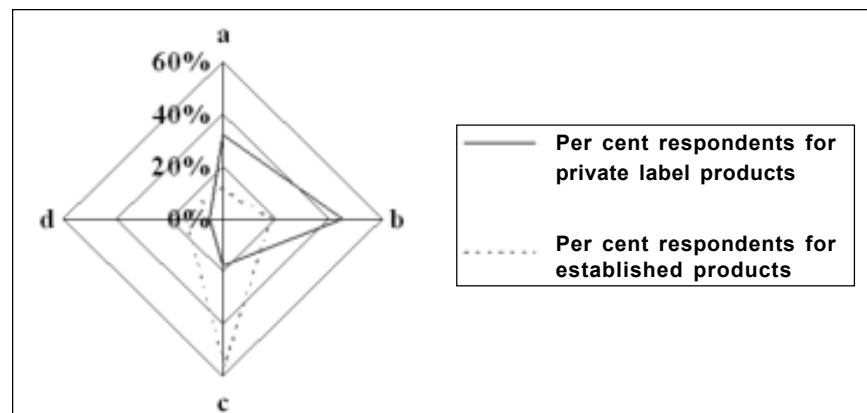 a
60%
40%
20%
d 0% b
c
Per cent respondents for
private label products
Per cent respondents for
established products